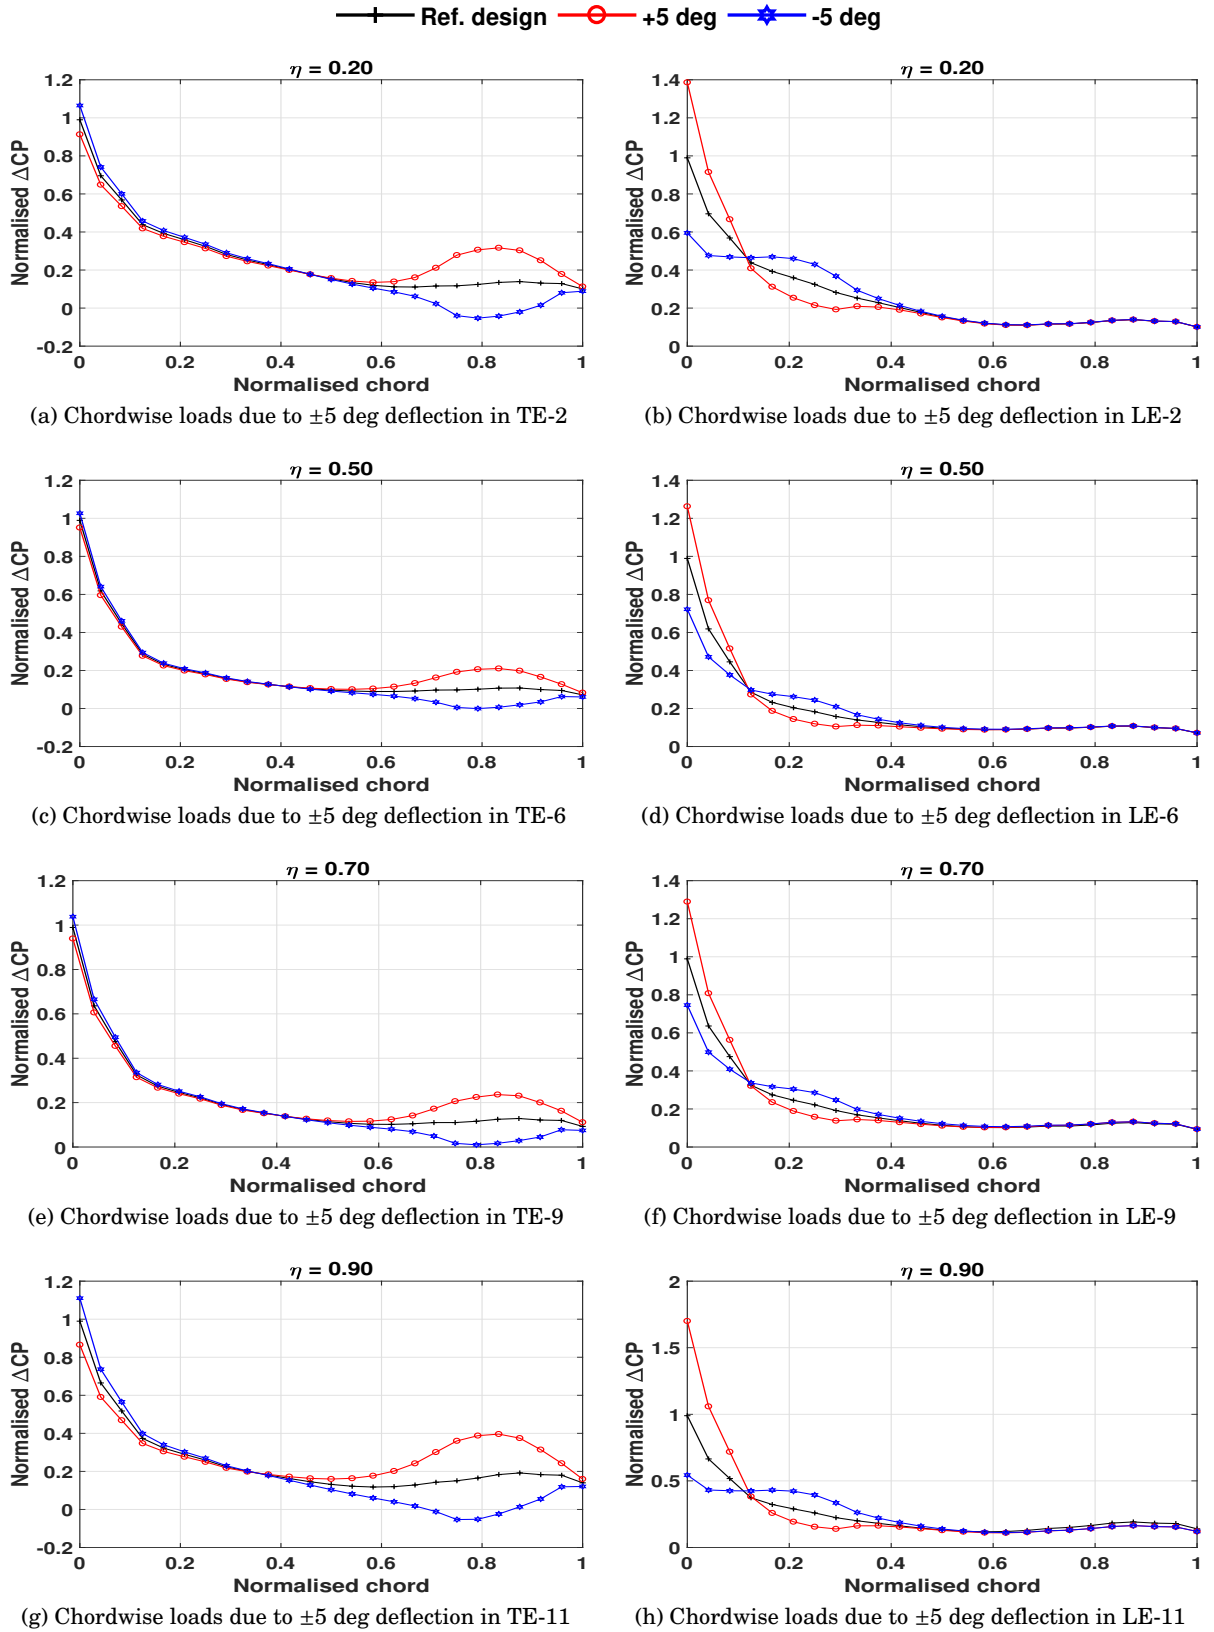 Ref. design +5 deg -5 deg
η = 0.20
Normalised ΔCP
1.2
1
0.8
0.6
0.4
0.2
0
-0.2
0 0.2 0.4 0.6 0.8 1
Normalised chord
(a) Chordwise loads due to ±5 deg deflection in TE-2
η = 0.20
Normalised ΔCP
1.4
1.2
1
0.8
0.6
0.4
0.2
0
0 0.2 0.4 0.6 0.8 1
Normalised chord
(b) Chordwise loads due to ±5 deg deflection in LE-2
η = 0.50
Normalised ΔCP
1.2
1
0.8
0.6
0.4
0.2
0
-0.2
0 0.2 0.4 0.6 0.8 1
Normalised chord
(c) Chordwise loads due to ±5 deg deflection in TE-6
η = 0.50
Normalised ΔCP
1.4
1.2
1
0.8
0.6
0.4
0.2
0
0 0.2 0.4 0.6 0.8 1
Normalised chord
(d) Chordwise loads due to ±5 deg deflection in LE-6
η = 0.70
Normalised ΔCP
1.2
1
0.8
0.6
0.4
0.2
0
0 0.2 0.4 0.6 0.8 1
Normalised chord
(e) Chordwise loads due to ±5 deg deflection in TE-9
η = 0.70
Normalised ΔCP
1.4
1.2
1
0.8
0.6
0.4
0.2
0
0 0.2 0.4 0.6 0.8 1
Normalised chord
(f) Chordwise loads due to ±5 deg deflection in LE-9
η = 0.90
Normalised ΔCP
1.2
1
0.8
0.6
0.4
0.2
0
-0.2
0 0.2 0.4 0.6 0.8 1
Normalised chord
(g) Chordwise loads due to ±5 deg deflection in TE-11
η = 0.90
Normalised ΔCP
2
1.5
1
0.5
0
0 0.2 0.4 0.6 0.8 1
Normalised chord
(h) Chordwise loads due to ±5 deg deflection in LE-11